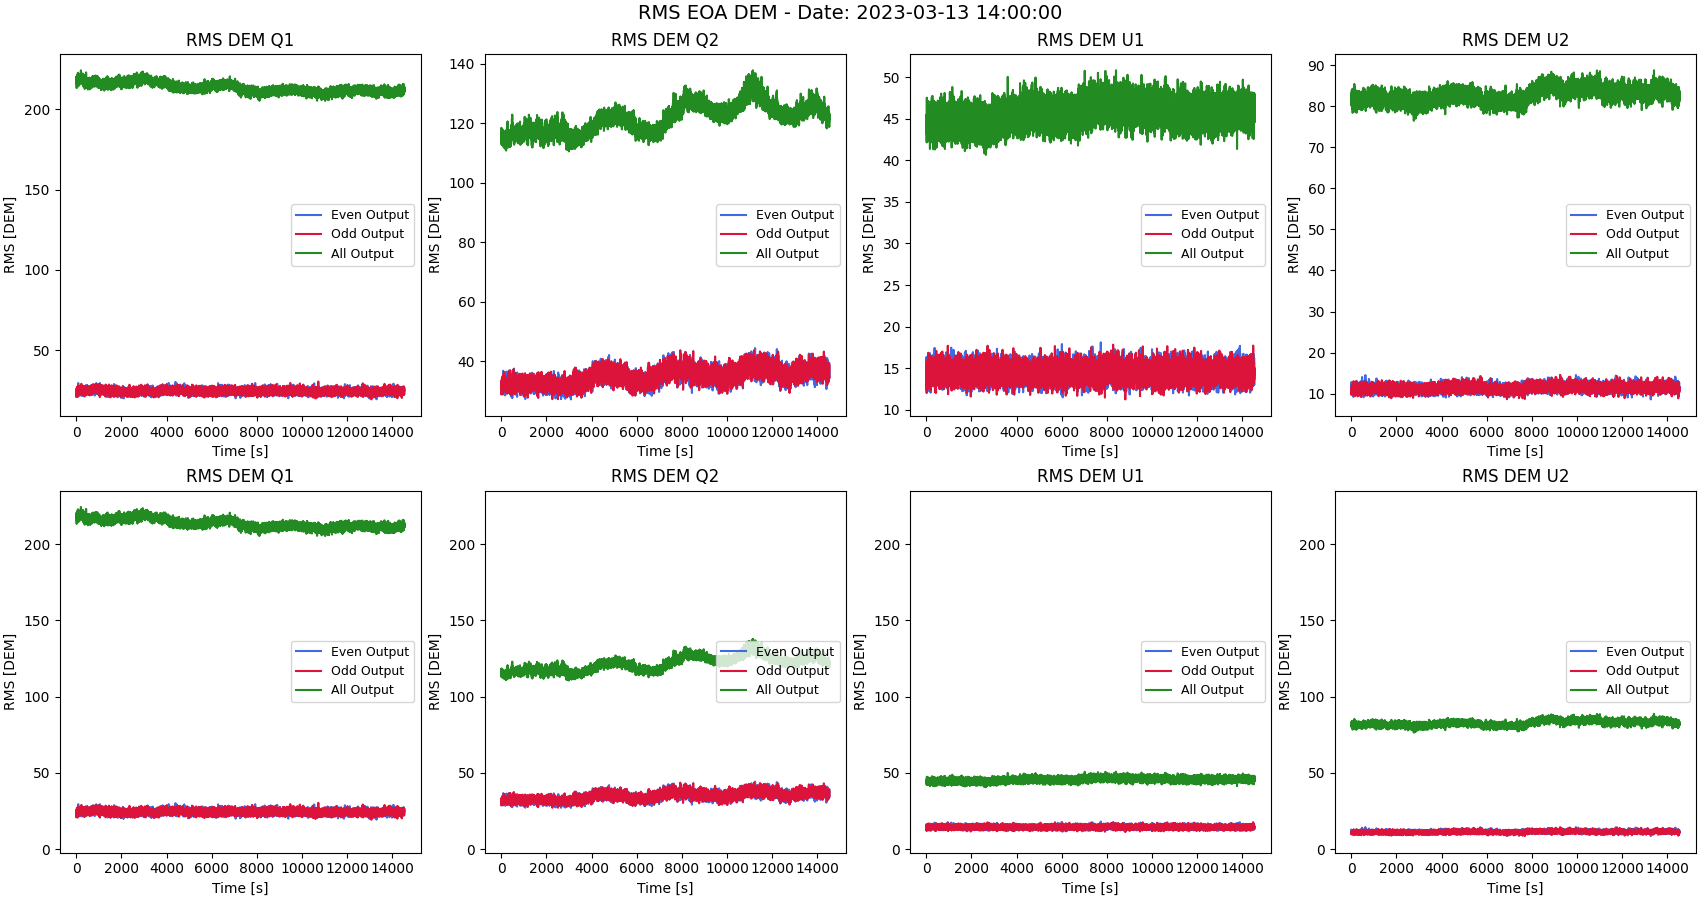 RMS EOA DEM - Date: 2023-03-13 14:00:00
RMS DEM Q1
RMS [DEM]
200
150
100
50
0 2000 4000 6000 8000 10000 12000 14000
Time [s]
Even Output
Odd Output
All Output
RMS DEM Q2
RMS [DEM]
140
120
100
80
60
40
0 2000 4000 6000 8000 10000 12000 14000
Time [s]
Even Output
Odd Output
All Output
RMS DEM U1
RMS [DEM]
50
45
40
35
30
25
20
15
10
0 2000 4000 6000 8000 10000 12000 14000
Time [s]
Even Output
Odd Output
All Output
RMS DEM U2
RMS [DEM]
90
80
70
60
50
40
30
20
10
0 2000 4000 6000 8000 10000 12000 14000
Time [s]
Even Output
Odd Output
All Output
RMS DEM Q1
RMS [DEM]
200
150
100
50
0
0 2000 4000 6000 8000 10000 12000 14000
Time [s]
Even Output
Odd Output
All Output
RMS DEM Q2
RMS [DEM]
200
150
100
50
0
0 2000 4000 6000 8000 10000 12000 14000
Time [s]
Even Output
Odd Output
All Output
RMS DEM U1
RMS [DEM]
200
150
100
50
0
0 2000 4000 6000 8000 10000 12000 14000
Time [s]
Even Output
Odd Output
All Output
RMS DEM U2
RMS [DEM]
200
150
100
50
0
0 2000 4000 6000 8000 10000 12000 14000
Time [s]
Even Output
Odd Output
All Output